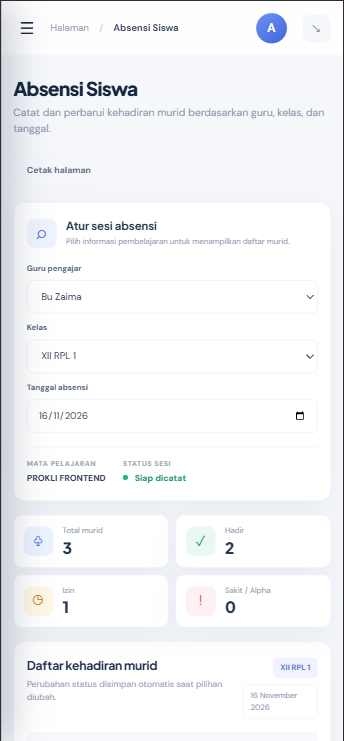 Halaman / Absensi Siswa A
Absensi Siswa
Catat dan perbarui kehadiran murid berdasarkan guru, kelas, dan
tanggal.
Cetak halaman
Atur sesi absensi
Pilih informasi pembelajaran untuk menampilkan daftar murid.
Guru pengajar
Bu Zaima
Kelas
XII RPL 1
Tanggal absensi
16/11/2026
MATA PELAJARAN STATUS SESI
PROKLI FRONTEND Siap dicatat
Total murid
3
Hadir
2
Izin
1
Sakit / Alpha
0
Daftar kehadiran murid
XII RPL 1
Perubahan status disimpan otomatis saat pilihan
diubah.
16 November
2026